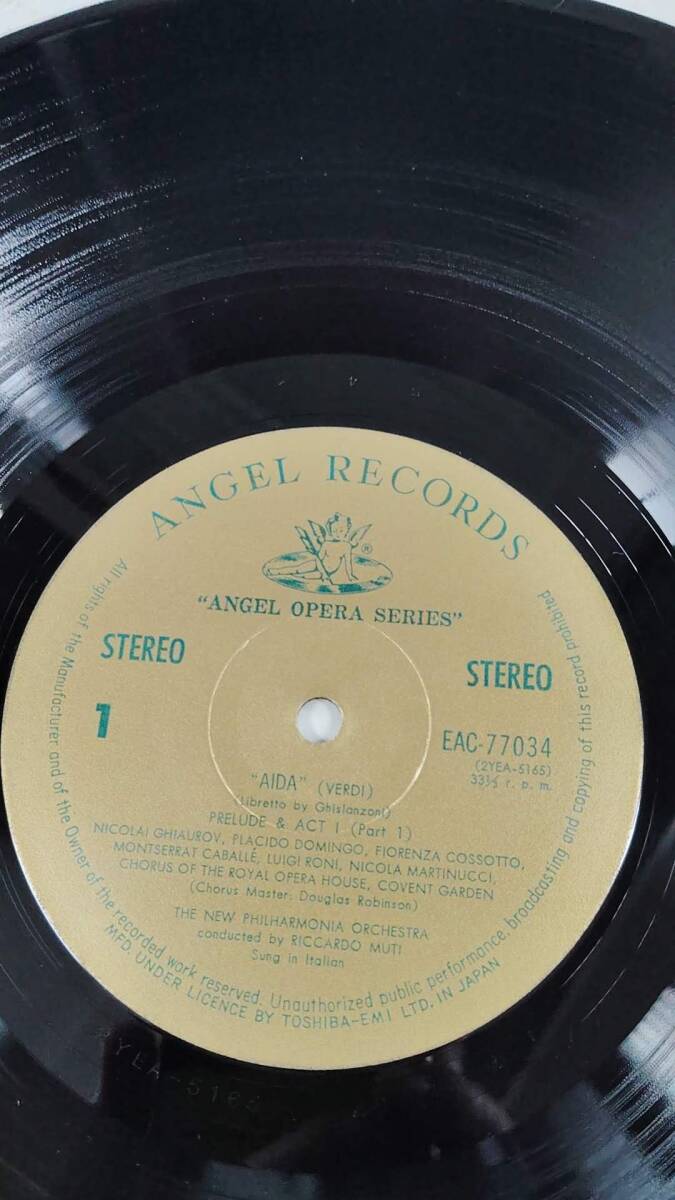 ANGEL RECORDS
®
"ANGEL OPERA SERIES"
STEREO
STEREO
1
EAC-77034
(2YEA-5165)
33⅓ r. p. m.
"AIDA" (VERDI)
(Libretto by Ghislanzoni)
PRELUDE & ACT I (Part 1)
NICOLAI GHIAUROV, PLACIDO DOMINGO, FIORENZA COSSOTTO,
MONTSERRAT CABALLÉ, LUIGI RONI, NICOLA MARTINUCCI,
CHORUS OF THE ROYAL OPERA HOUSE, COVENT GARDEN
(Chorus Master: Douglas Robinson)
THE NEW PHILHARMONIA ORCHESTRA
conducted by RICCARDO MUTI
Sung in Italian
All rights of the Manufacturer and of the Owner of the recorded work reserved. Unauthorized public performance, broadcasting and copying of this record prohibited
MFD. UNDER LICENCE BY TOSHIBA-EMI LTD. IN JAPAN
2YEA-5165